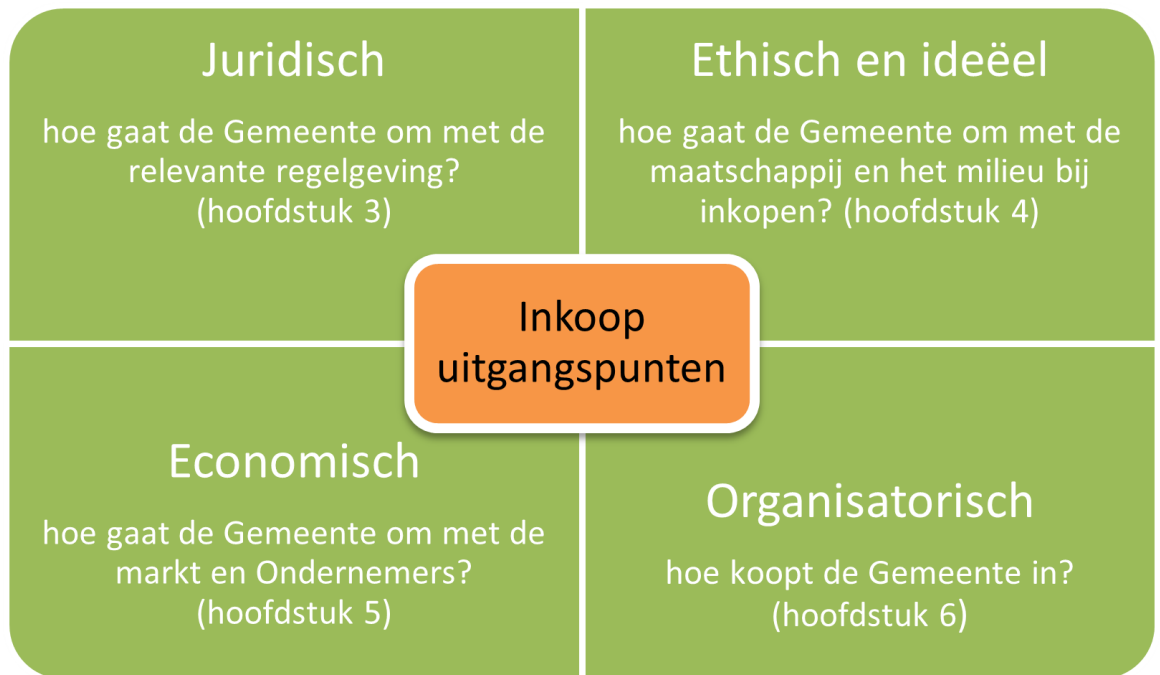 Juridisch
hoe gaat de Gemeente om met de
relevante regelgeving?
(hoofdstuk 3)
Ethisch en ideëel
hoe gaat de Gemeente om met de
maatschappij en het milieu bij
inkopen? (hoofdstuk 4)
Inkoop
uitgangspunten
Economisch
hoe gaat de Gemeente om met de
markt en Ondernemers?
(hoofdstuk 5)
Organisatorisch
hoe koopt de Gemeente in?
(hoofdstuk 6)